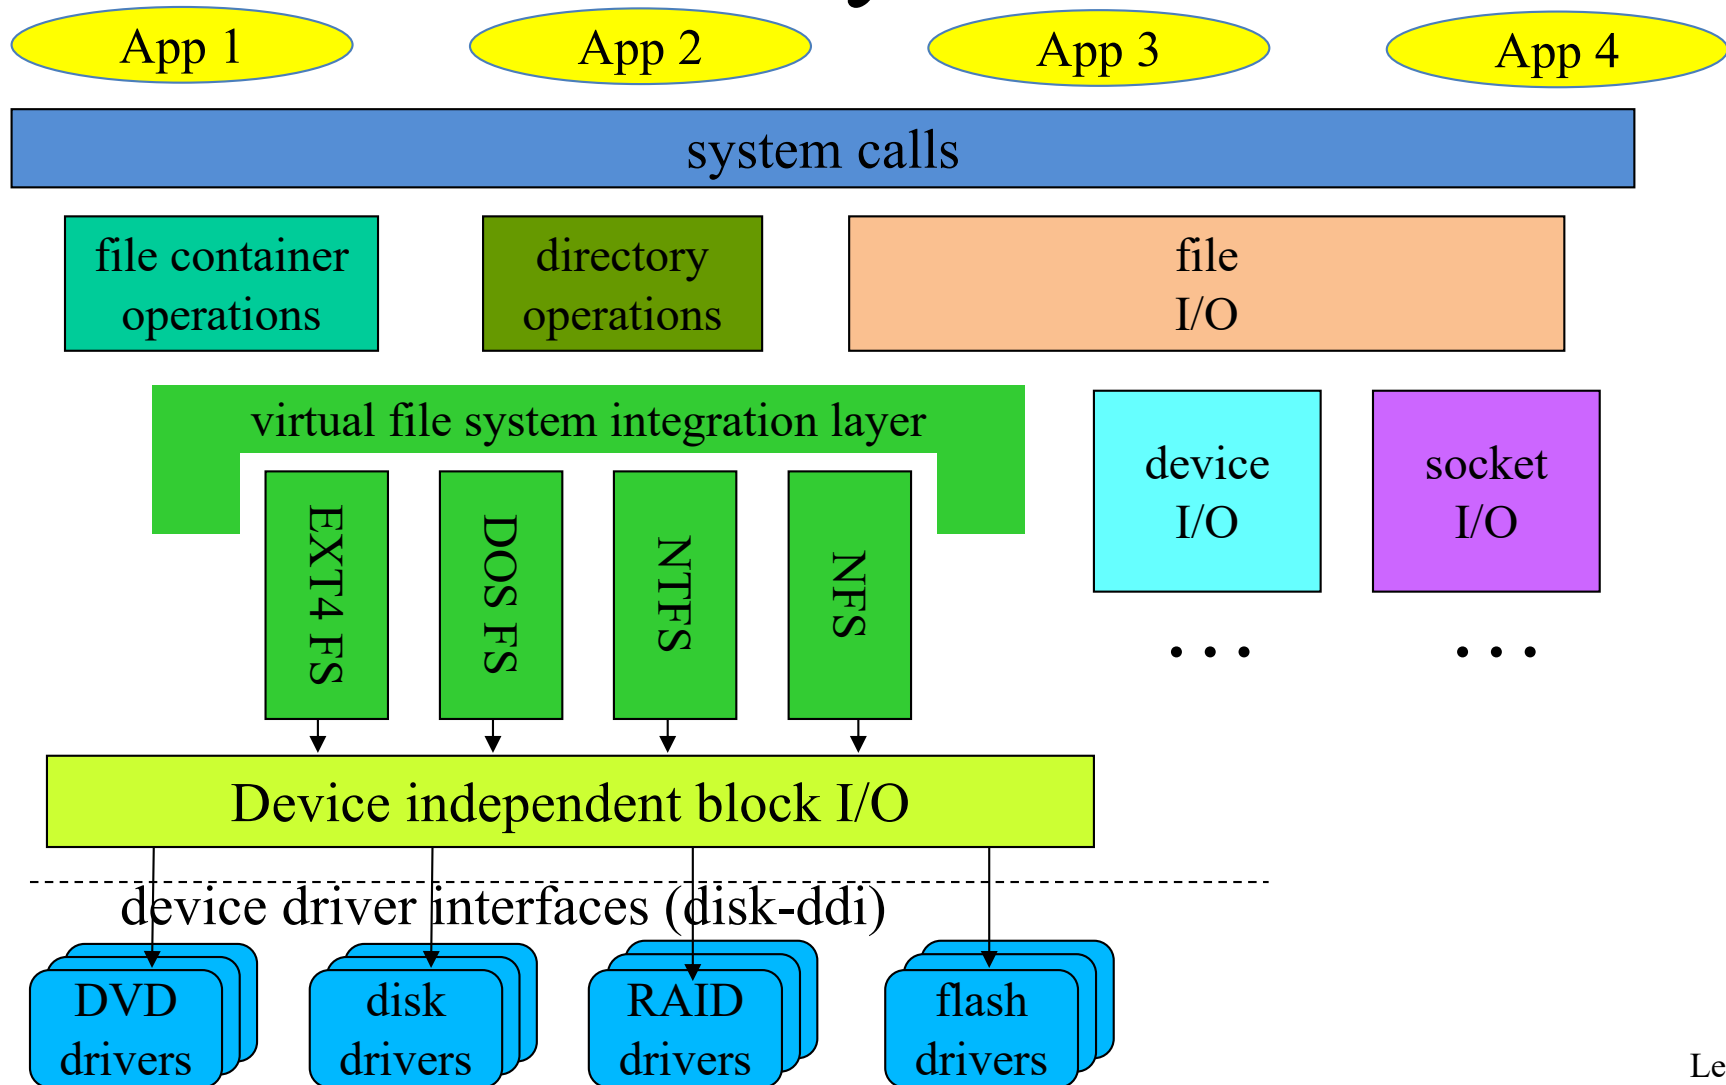 App 1
App 2
App 3
App 4
system calls
file container
operations
directory
operations
file
I/O
virtual file system integration layer
device
I/O
socket
I/O
EXT4 FS
DOS FS
NTFS
NFS
...
...
Device independent block I/O
device driver interfaces (disk-ddi)
DVD
drivers
disk
drivers
RAID
drivers
flash
drivers
Le